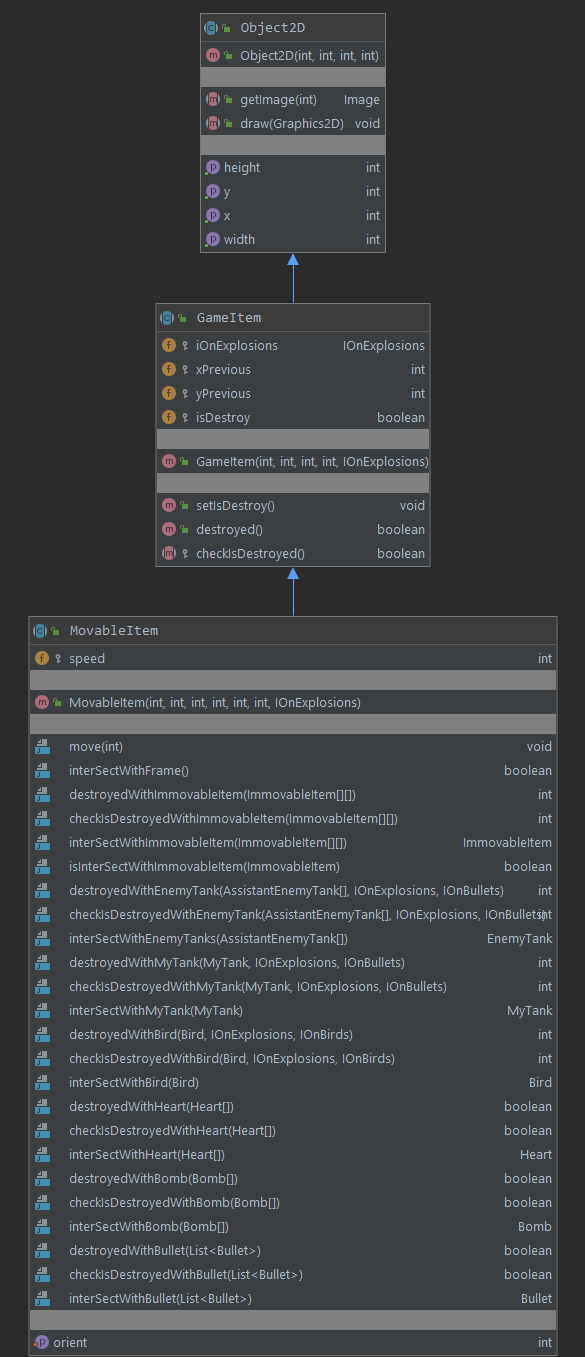 Object2D
Object2D(int, int, int, int)
getImage(int) Image
draw(Graphics2D) void
height int
y int
x int
width int
GameItem
iOnExplosions IOnExplosions
xPrevious int
yPrevious int
isDestroy boolean
GameItem(int, int, int, int, IOnExplosions)
setIsDestroy() void
destroyed() boolean
checkIsDestroyed() boolean
MovableItem
speed int
MovableItem(int, int, int, int, int, int, IOnExplosions)
move(int) void
interSectWithFrame() boolean
destroyedWithImmovableItem(ImmovableItem[][]) int
checkIsDestroyedWithImmovableItem(ImmovableItem[][]) int
interSectWithImmovableItem(ImmovableItem[][]) ImmovableItem
isInterSectWithImmovableItem(ImmovableItem) boolean
destroyedWithEnemyTank(AssistantEnemyTank[], IOnExplosions, IOnBullets) int
checkIsDestroyedWithEnemyTank(AssistantEnemyTank[], IOnExplosions, IOnBullets) int
interSectWithEnemyTanks(AssistantEnemyTank[]) EnemyTank
destroyedWithMyTank(MyTank, IOnExplosions, IOnBullets) int
checkIsDestroyedWithMyTank(MyTank, IOnExplosions, IOnBullets) int
interSectWithMyTank(MyTank) MyTank
destroyedWithBird(Bird, IOnExplosions, IOnBirds) int
checkIsDestroyedWithBird(Bird, IOnExplosions, IOnBirds) int
interSectWithBird(Bird) Bird
destroyedWithHeart(Heart[]) boolean
checkIsDestroyedWithHeart(Heart[]) boolean
interSectWithHeart(Heart[]) Heart
destroyedWithBomb(Bomb[]) boolean
checkIsDestroyedWithBomb(Bomb[]) boolean
interSectWithBomb(Bomb[]) Bomb
destroyedWithBullet(List<Bullet>) boolean
checkIsDestroyedWithBullet(List<Bullet>) boolean
interSectWithBullet(List<Bullet>) Bullet
orient int